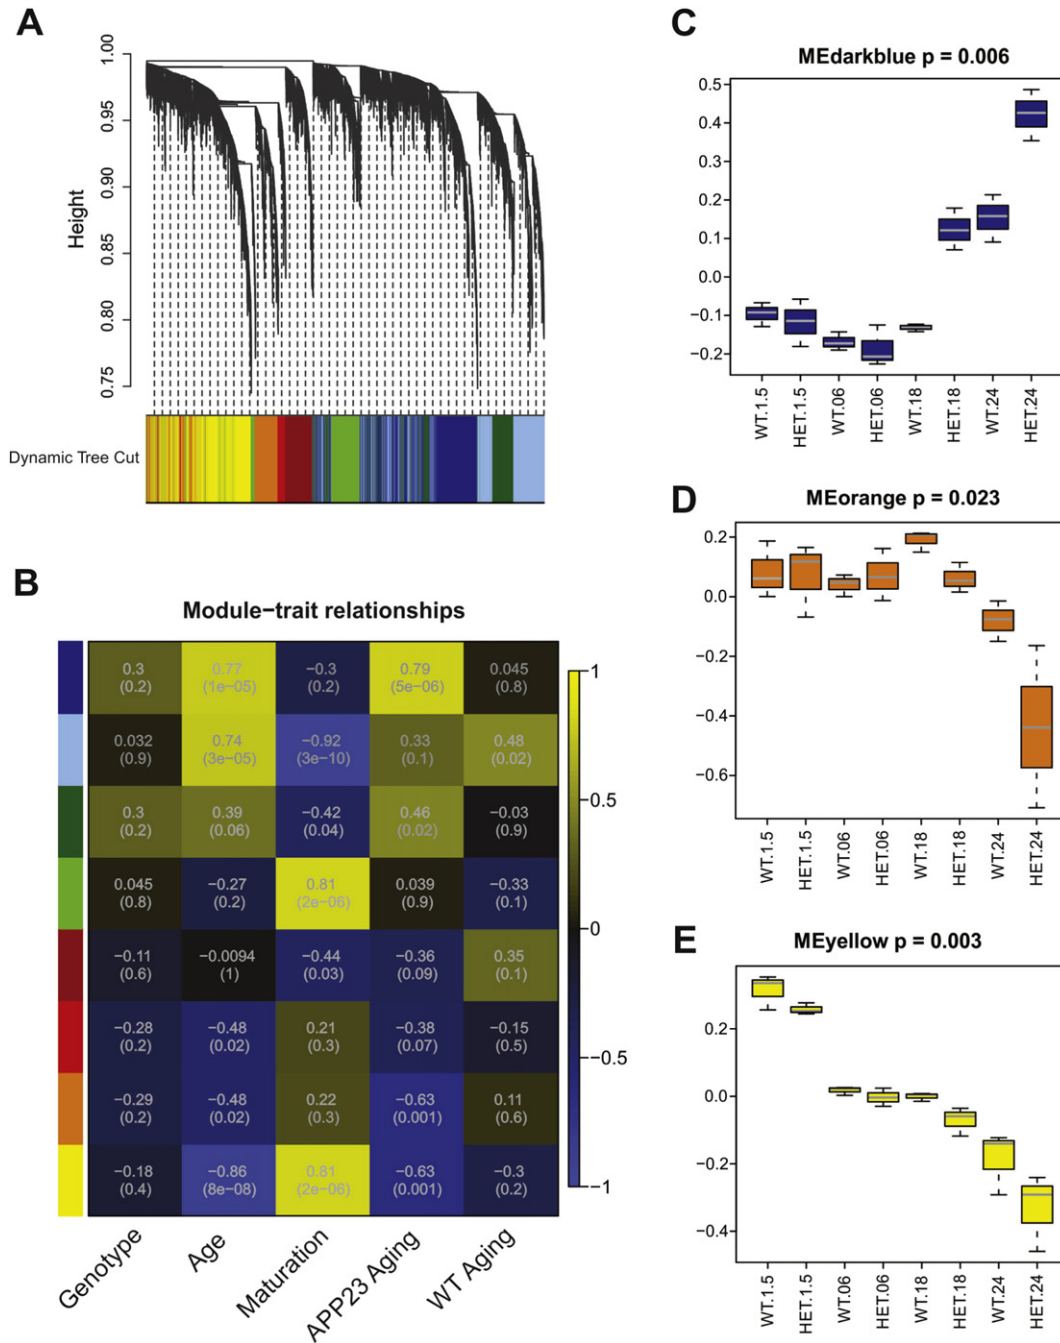 A
1.00
0.95
0.90
0.85
0.80
0.75
Height
Dynamic Tree Cut
B
Module−trait relationships
0.3 0.77 −0.3 0.79 0.045
(0.2) (1e−05) (0.2) (5e−06) (0.8)
0.032 0.74 −0.92 0.33 0.48
(0.9) (3e−05) (3e−10) (0.1) (0.02)
0.3 0.39 −0.42 0.46 −0.03
(0.2) (0.06) (0.04) (0.02) (0.9)
0.045 −0.27 0.81 0.039 −0.33
(0.8) (0.2) (2e−06) (0.9) (0.1)
−0.11 −0.0094 −0.44 −0.36 0.35
(0.6) (1) (0.03) (0.09) (0.1)
−0.28 −0.48 0.21 −0.38 −0.15
(0.2) (0.02) (0.3) (0.07) (0.5)
−0.29 −0.48 0.22 −0.63 0.11
(0.2) (0.02) (0.3) (0.001) (0.6)
−0.18 −0.86 0.81 −0.63 −0.3
(0.4) (8e−08) (2e−06) (0.001) (0.2)
Genotype Age Maturation APP23 Aging WT Aging
1
0.5
0
−0.5
−1
C
MEdarkblue p = 0.006
0.5
0.4
0.3
0.2
0.1
0.0
−0.1
−0.2
WT.1.5 HET.1.5 WT.06 HET.06 WT.18 HET.18 WT.24 HET.24
D
MEorange p = 0.023
0.2
0.0
−0.2
−0.4
−0.6
WT.1.5 HET.1.5 WT.06 HET.06 WT.18 HET.18 WT.24 HET.24
E
MEyellow p = 0.003
0.2
0.0
−0.2
−0.4
WT.1.5 HET.1.5 WT.06 HET.06 WT.18 HET.18 WT.24 HET.24